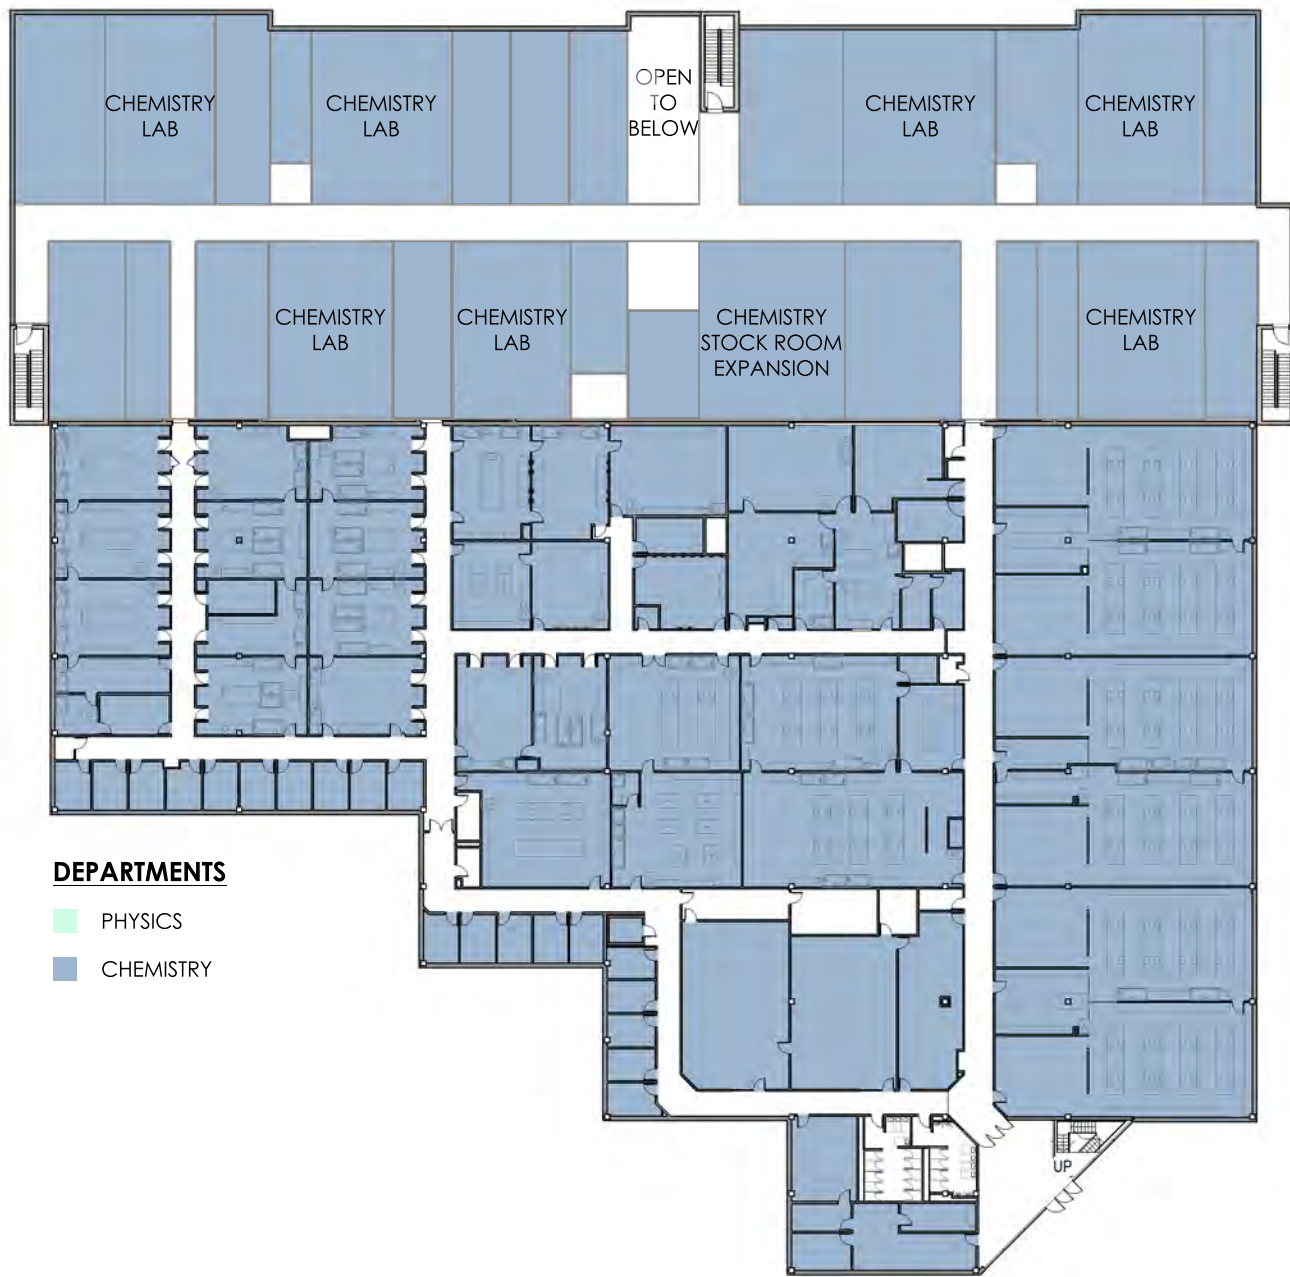 CHEMISTRY
LAB
CHEMISTRY
LAB
OPEN
TO
BELOW
CHEMISTRY
LAB
CHEMISTRY
LAB
CHEMISTRY
LAB
CHEMISTRY
LAB
CHEMISTRY
STOCK ROOM
EXPANSION
CHEMISTRY
LAB
DEPARTMENTS
PHYSICS
CHEMISTRY
UP